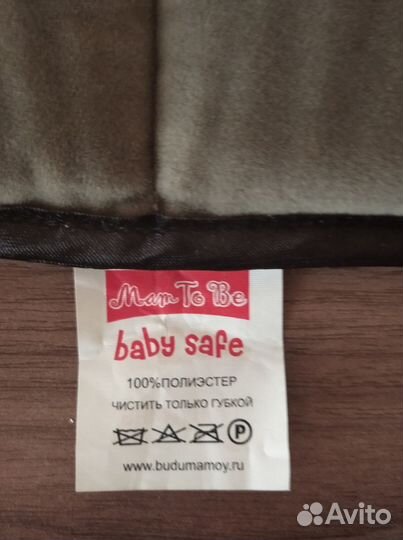 Mam To Be
baby safe
100%ПОЛИЭСТЕР
ЧИСТИТЬ ТОЛЬКО ГУБКОЙ
P
www.budumamoy.ru
Avito